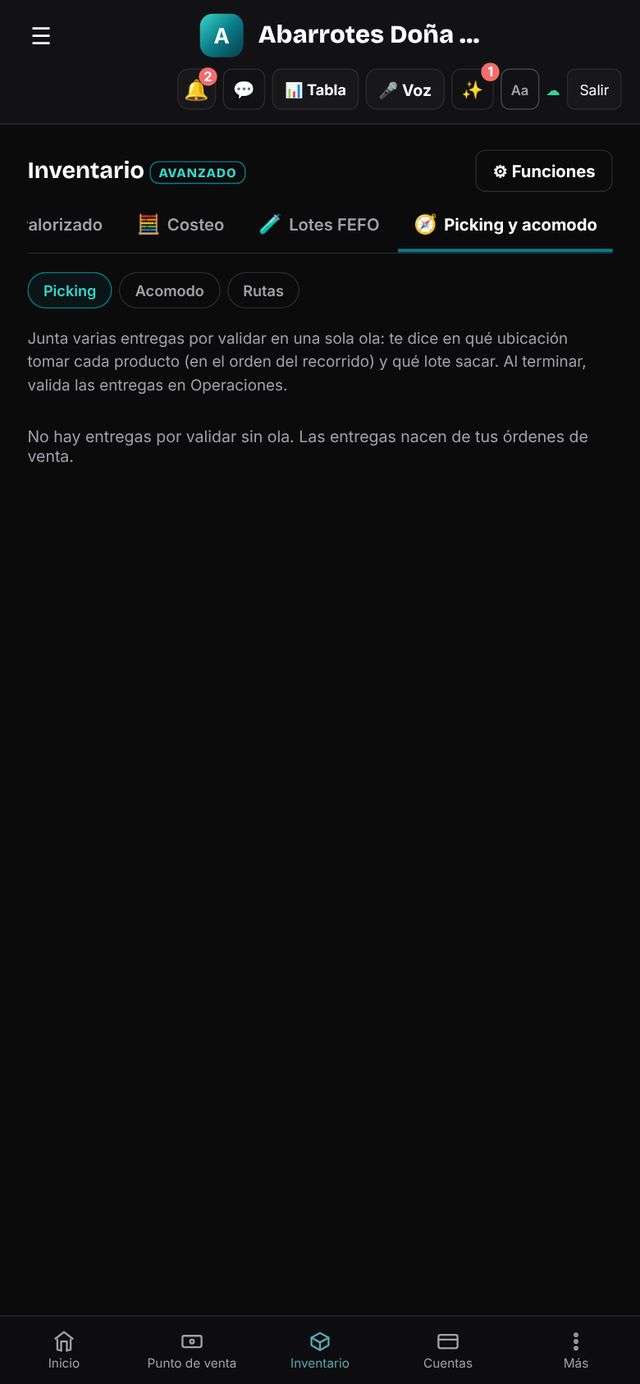 ☰
A
Abarrotes Doña ...
2
Tabla
Voz
1
Aa
Salir
Inventario
AVANZADO
Funciones
alorizado
Costeo
Lotes FEFO
Picking y acomodo
Picking
Acomodo
Rutas
Junta varias entregas por validar en una sola ola: te dice en qué ubicación
tomar cada producto (en el orden del recorrido) y qué lote sacar. Al terminar,
valida las entregas en Operaciones.
No hay entregas por validar sin ola. Las entregas nacen de tus órdenes de
venta.
Inicio
Punto de venta
Inventario
Cuentas
Más